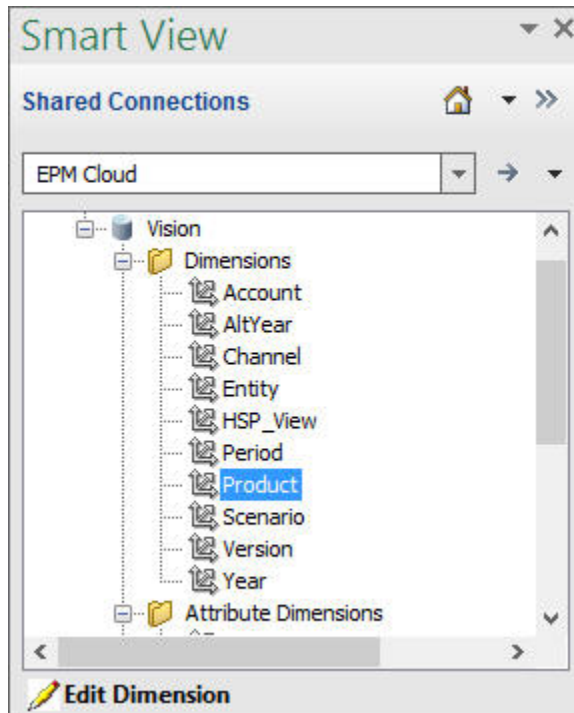 Smart View
Shared Connections
EPM Cloud
Vision
Dimensions
Account
AltYear
Channel
Entity
HSP_View
Period
Product
Scenario
Version
Year
Attribute Dimensions
Edit Dimension